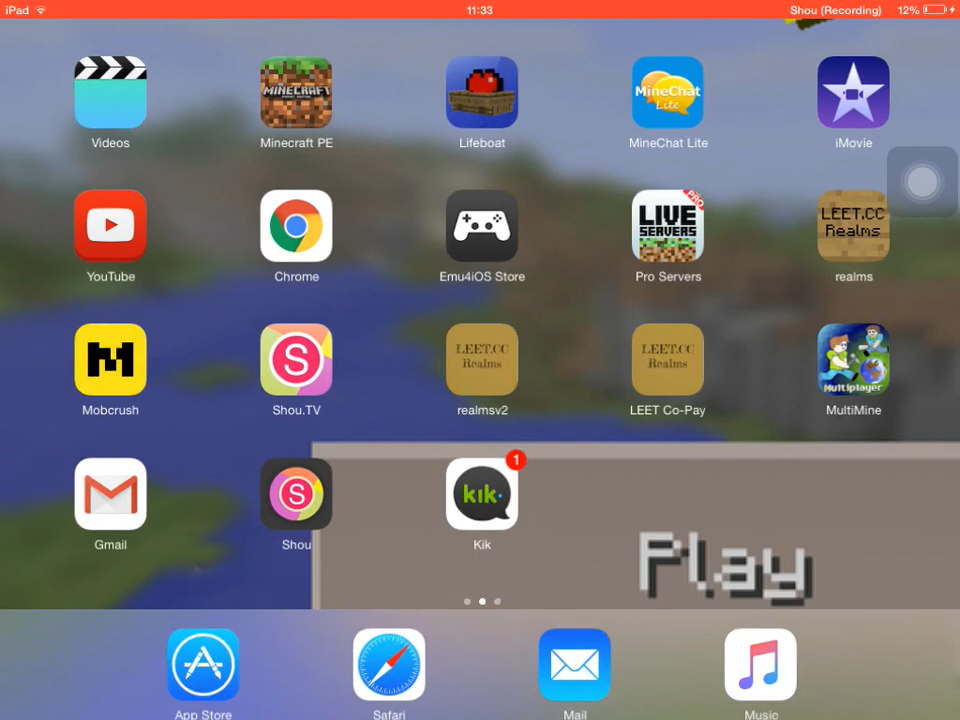 iPad 11:33 Shou (Recording) 12%
MINECRAFT MineChat Lite
Videos Minecraft PE Lifeboat MineChat Lite iMovie
PRO
LIVE SERVERS LEET.CC Realms
YouTube Chrome Emu4iOS Store Pro Servers realms
M S LEET.CC Realms LEET.CC Realms Multiplayer
Mobcrush Shou.TV realmsv2 LEET Co-Pay MultiMine
1
S kik·
Gmail Shou Kik
Play
App Store Safari Mail Music